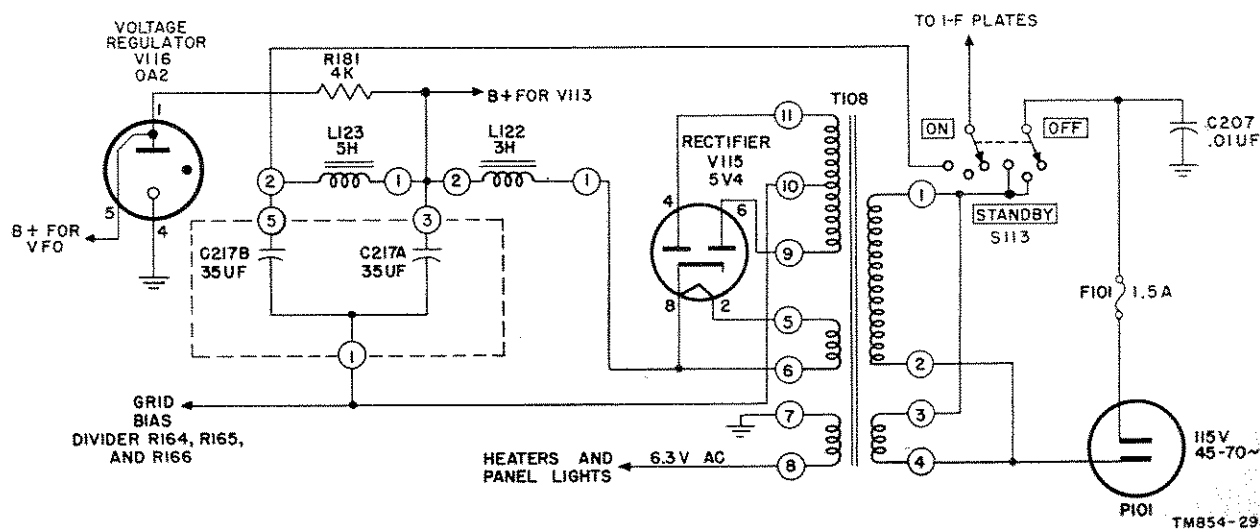 VOLTAGE
REGULATOR
V116
OA2
1
5
4
B+ FOR
VFO
R181
4K
B+ FOR V113
L123
5H
L122
3H
2
1
2
1
5
3
C217B
35UF
C217A
35UF
1
GRID
BIAS
DIVIDER R164, R165,
AND R166
RECTIFIER
V115
5V4
4
6
8
2
T108
11
10
9
5
6
7
8
HEATERS AND
PANEL LIGHTS
6.3V AC
1
2
3
4
TO I-F PLATES
ON
OFF
STANDBY
S113
C207
.01UF
F101
1.5A
115V
45-70~
P101
TM854-29